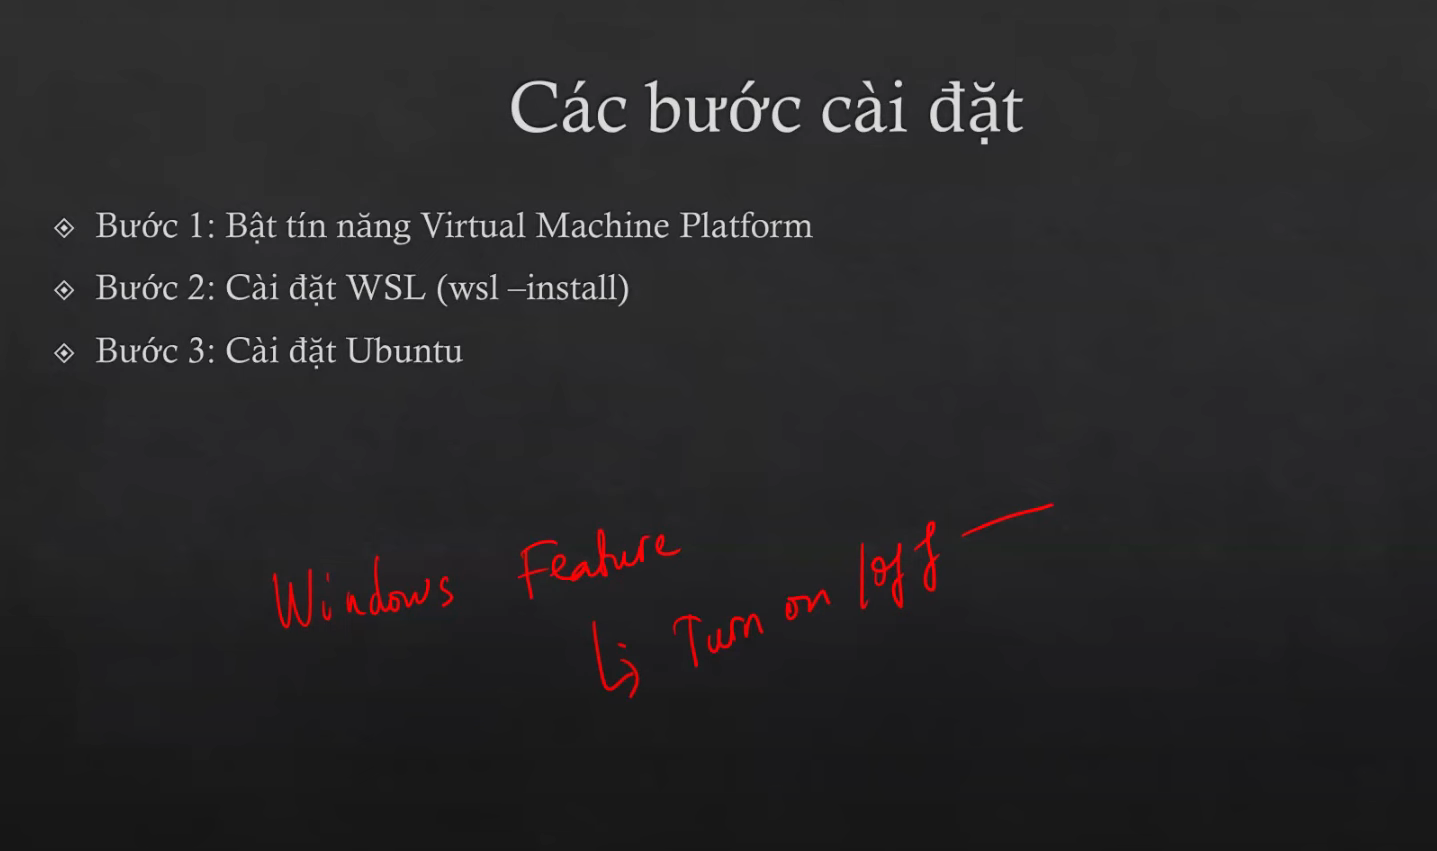 Các bước cài đặt
Bước 1: Bật tín năng Virtual Machine Platform
Bước 2: Cài đặt WSL (wsl –install)
Bước 3: Cài đặt Ubuntu
Windows Feature
Turn on /off